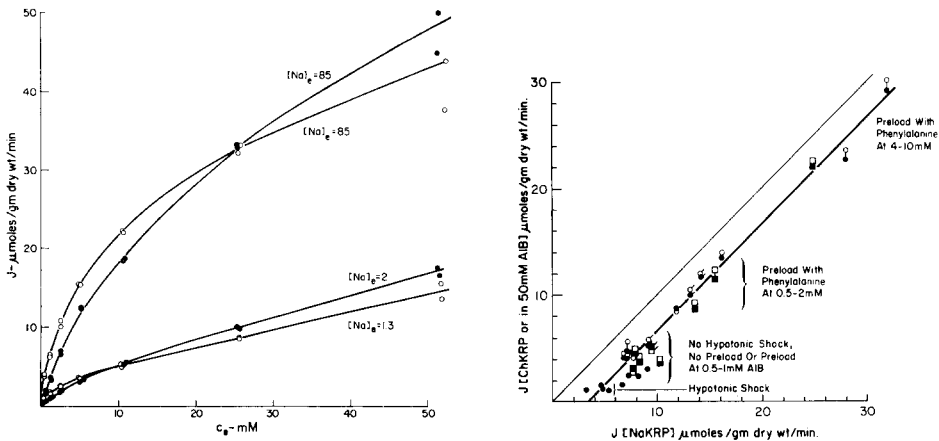 50
40
30
20
10
J-μmoles/gm dry wt/min
[Na]e=85
[Na]e=85
[Na]e=2
[Na]e=1.3
10
20
30
40
50
ce-mM
30
20
10
0
J [ChKRP or in 50mM AIB] μmoles/gm dry wt/min.
Preload With
Phenylalanine
At 4-10mM
Preload With
Phenylalanine
At 0.5-2mM
No Hypotonic Shock,
No Preload Or Preload
At 0.5-1mM AIB
Hypotonic Shock
10
20
30
J [NaKRP] μmoles/gm dry wt/min.